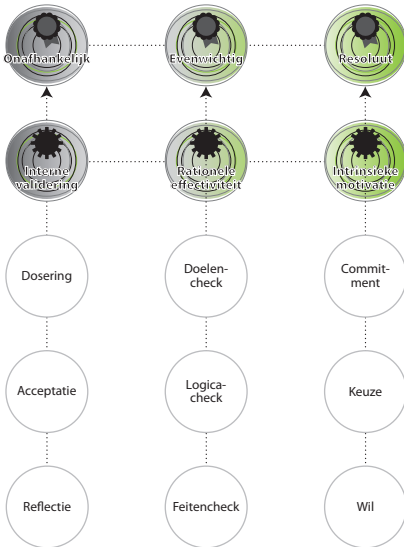 Onafhankelijk
Evenwichtig
Resoluut
Interne
validering
Rationele
effectiviteit
Intrinsieke
motivatie
Dosering
Doelen-
check
Commit-
ment
Acceptatie
Logica-
check
Keuze
Reflectie
Feitencheck
Wil